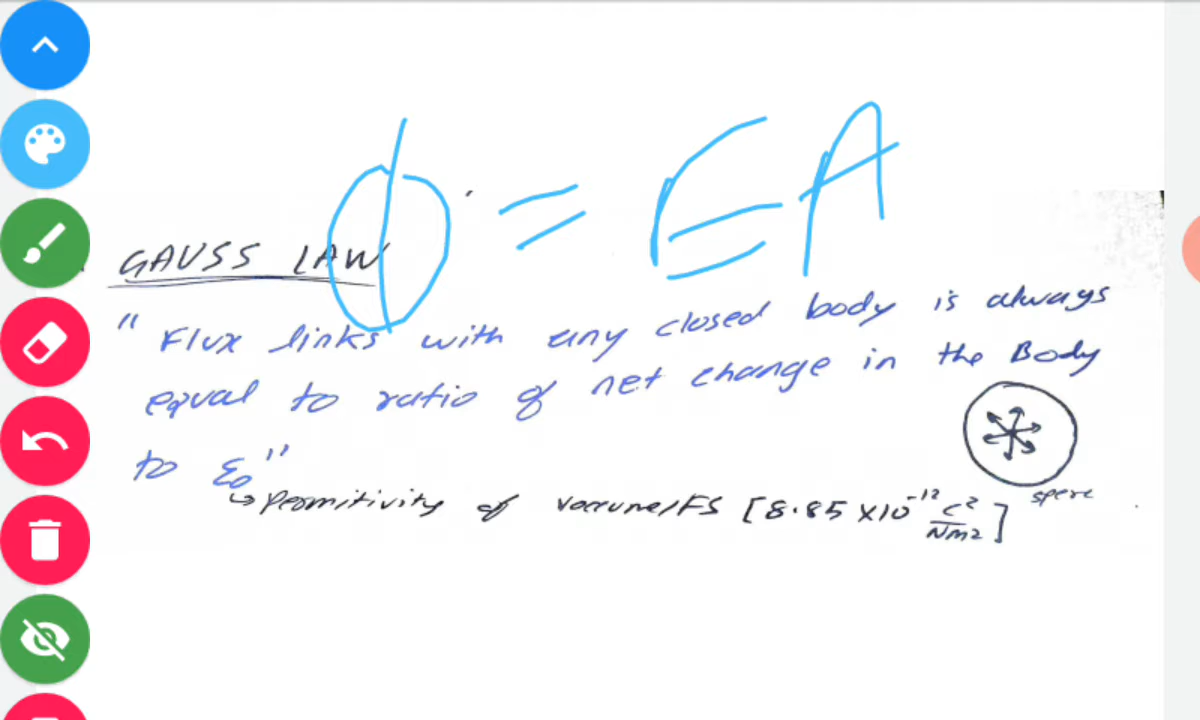 ϕ = EA
GAUSS LAW
" Flux links with any closed body is always
equal to ratio of net change in the Body
to ε₀"
↳ Permitivity of vaccume/FS [8.85 X10⁻¹² C²/Nm2]
spere